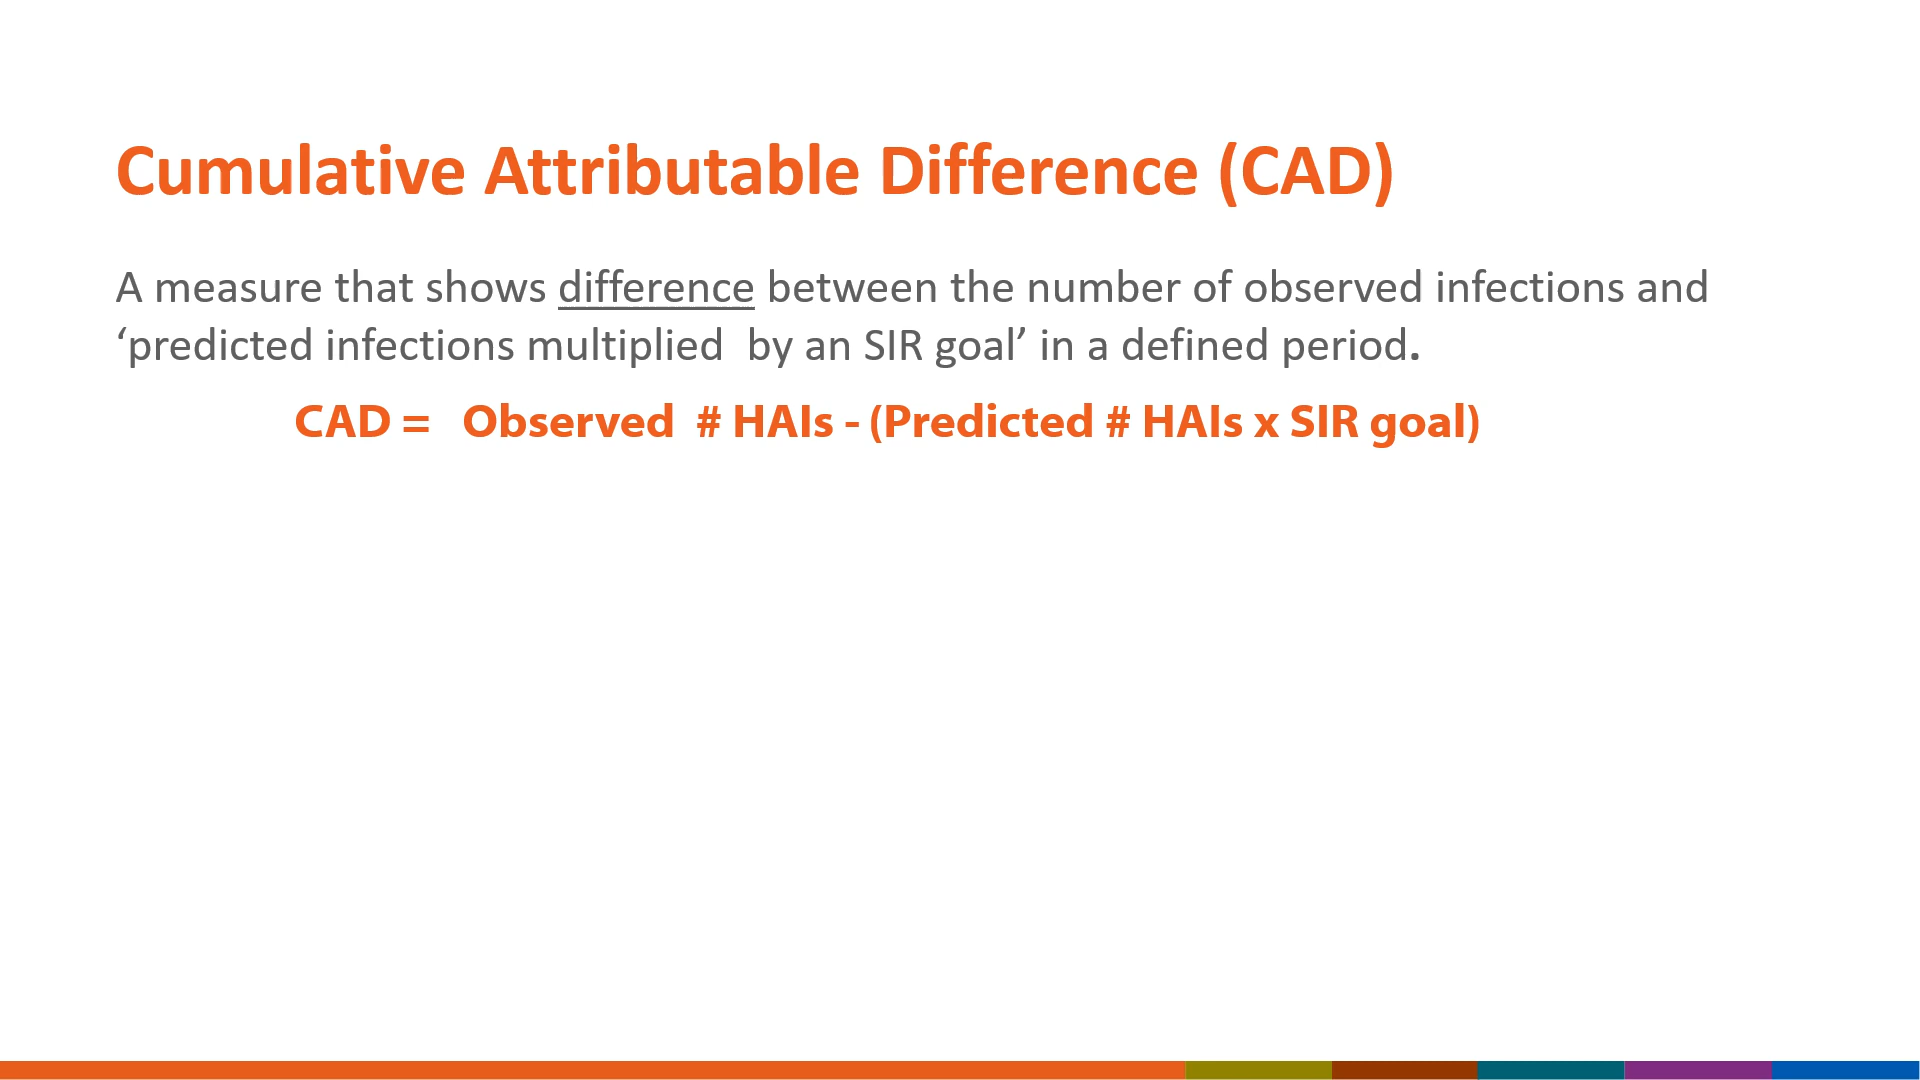 Cumulative Attributable Difference (CAD)
A measure that shows difference between the number of observed infections and
‘predicted infections multiplied  by an SIR goal’ in a defined period.
CAD =   Observed  # HAIs - (Predicted # HAIs x SIR goal)